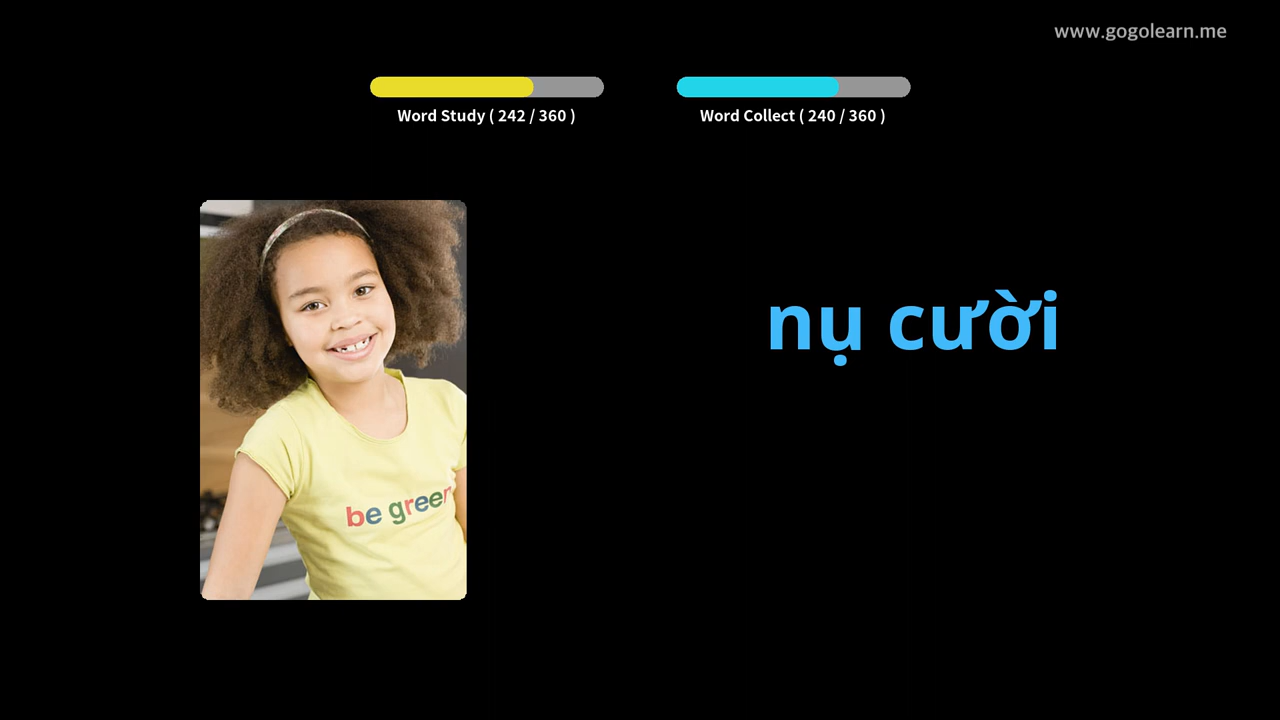 www.gogolearn.me
Word Study ( 242 / 360 )
Word Collect ( 240 / 360 )
nụ cười
be green